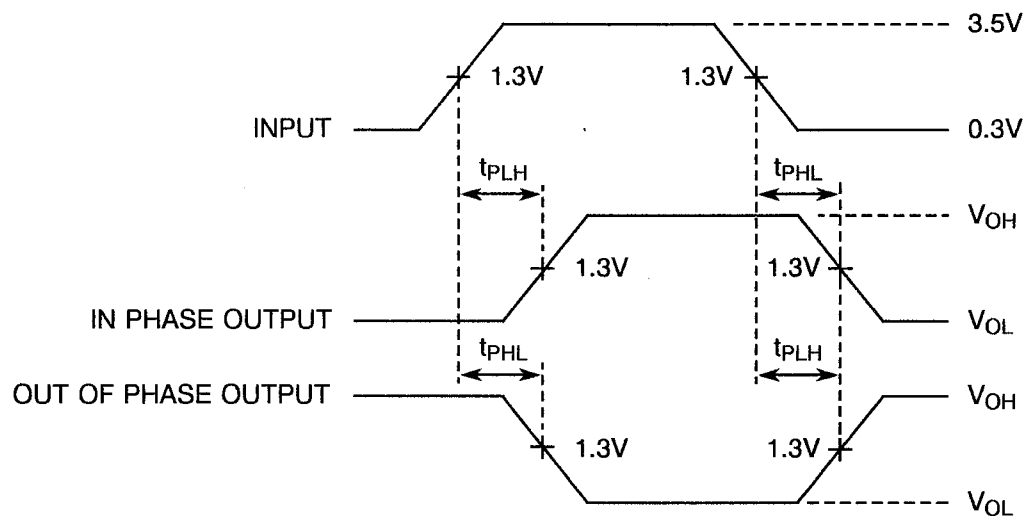 3.5V
1.3V 1.3V
INPUT 0.3V
tPLH tPHL
VOH
1.3V 1.3V
IN PHASE OUTPUT VOL
tPHL tPLH
OUT OF PHASE OUTPUT VOH
1.3V 1.3V
VOL